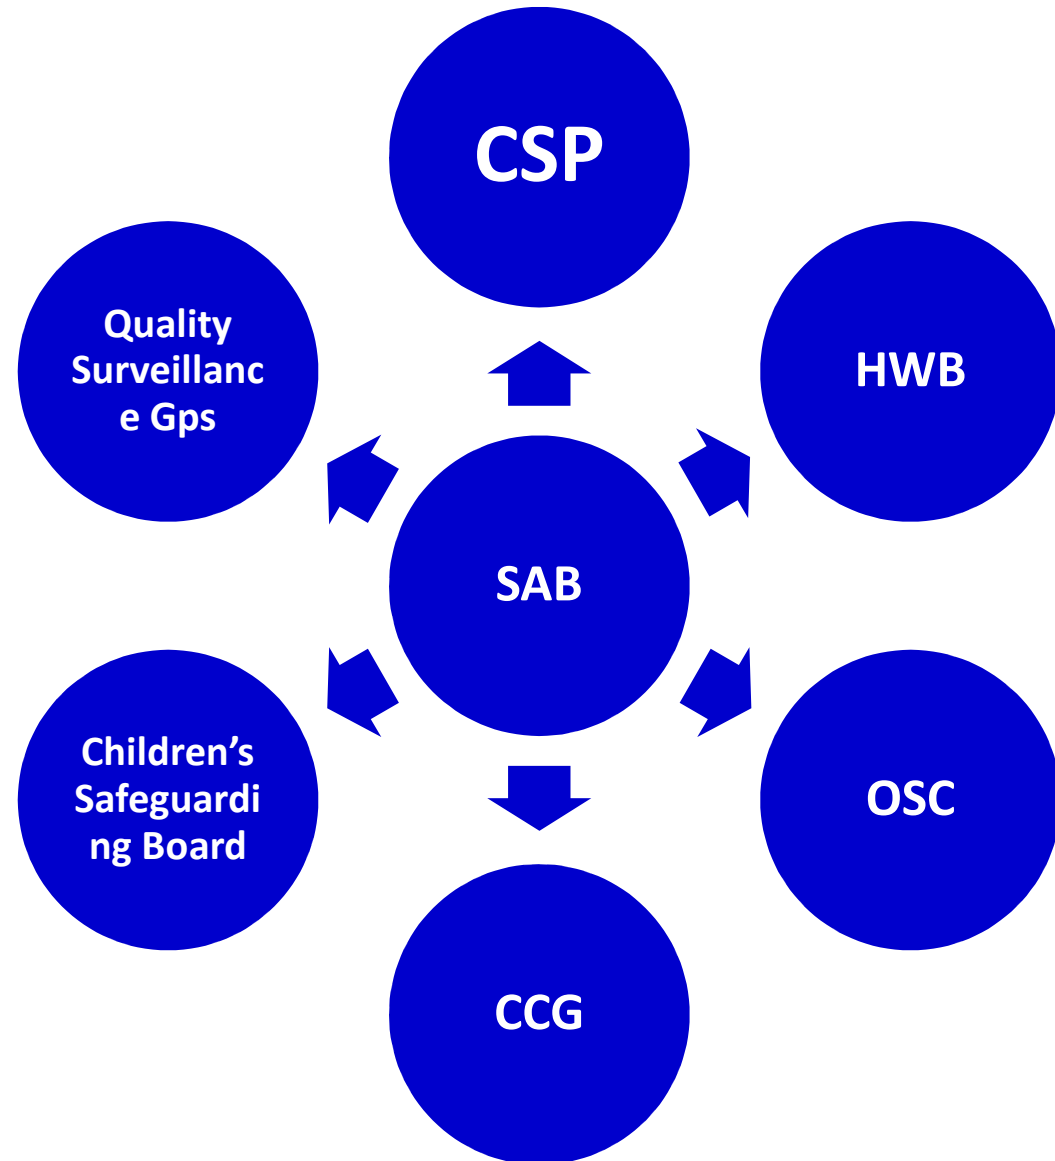 CSP
HWB
OSC
CCG
Children’s
Safeguardi
ng Board
Quality
Surveillanc
e Gps
SAB